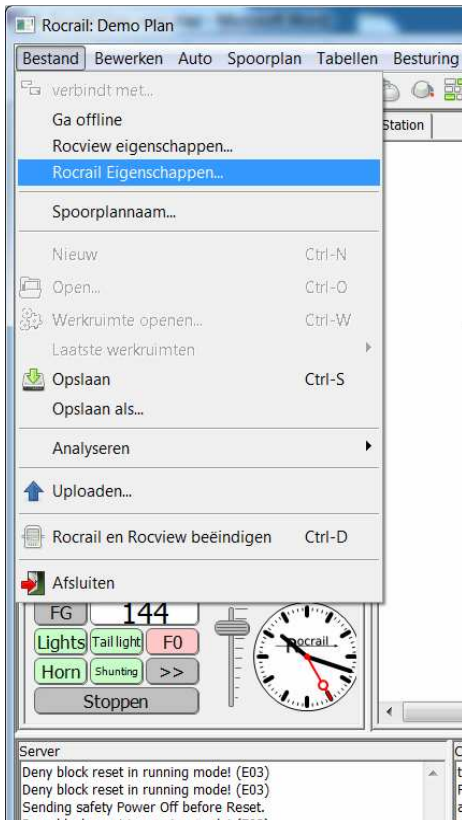 Rocrail: Demo Plan
Bestand Bewerken Auto Spoorplan Tabellen Besturing
verbindt met...
Station
Ga offline
Rocview eigenschappen...
Rocrail Eigenschappen...
Spoorplannaam...
Nieuw Ctrl-N
Open... Ctrl-O
Werkruimte openen... Ctrl-W
Laatste werkruimten
Opslaan Ctrl-S
Opslaan als...
Analyseren
Uploaden...
Rocrail en Rocview beëindigen Ctrl-D
Afsluiten
FG 144
Lights Tail light F0
Horn Shunting >>
Stoppen
rocrail
Server
Deny block reset in running mode! (E03)
Deny block reset in running mode! (E03)
Sending safety Power Off before Reset.